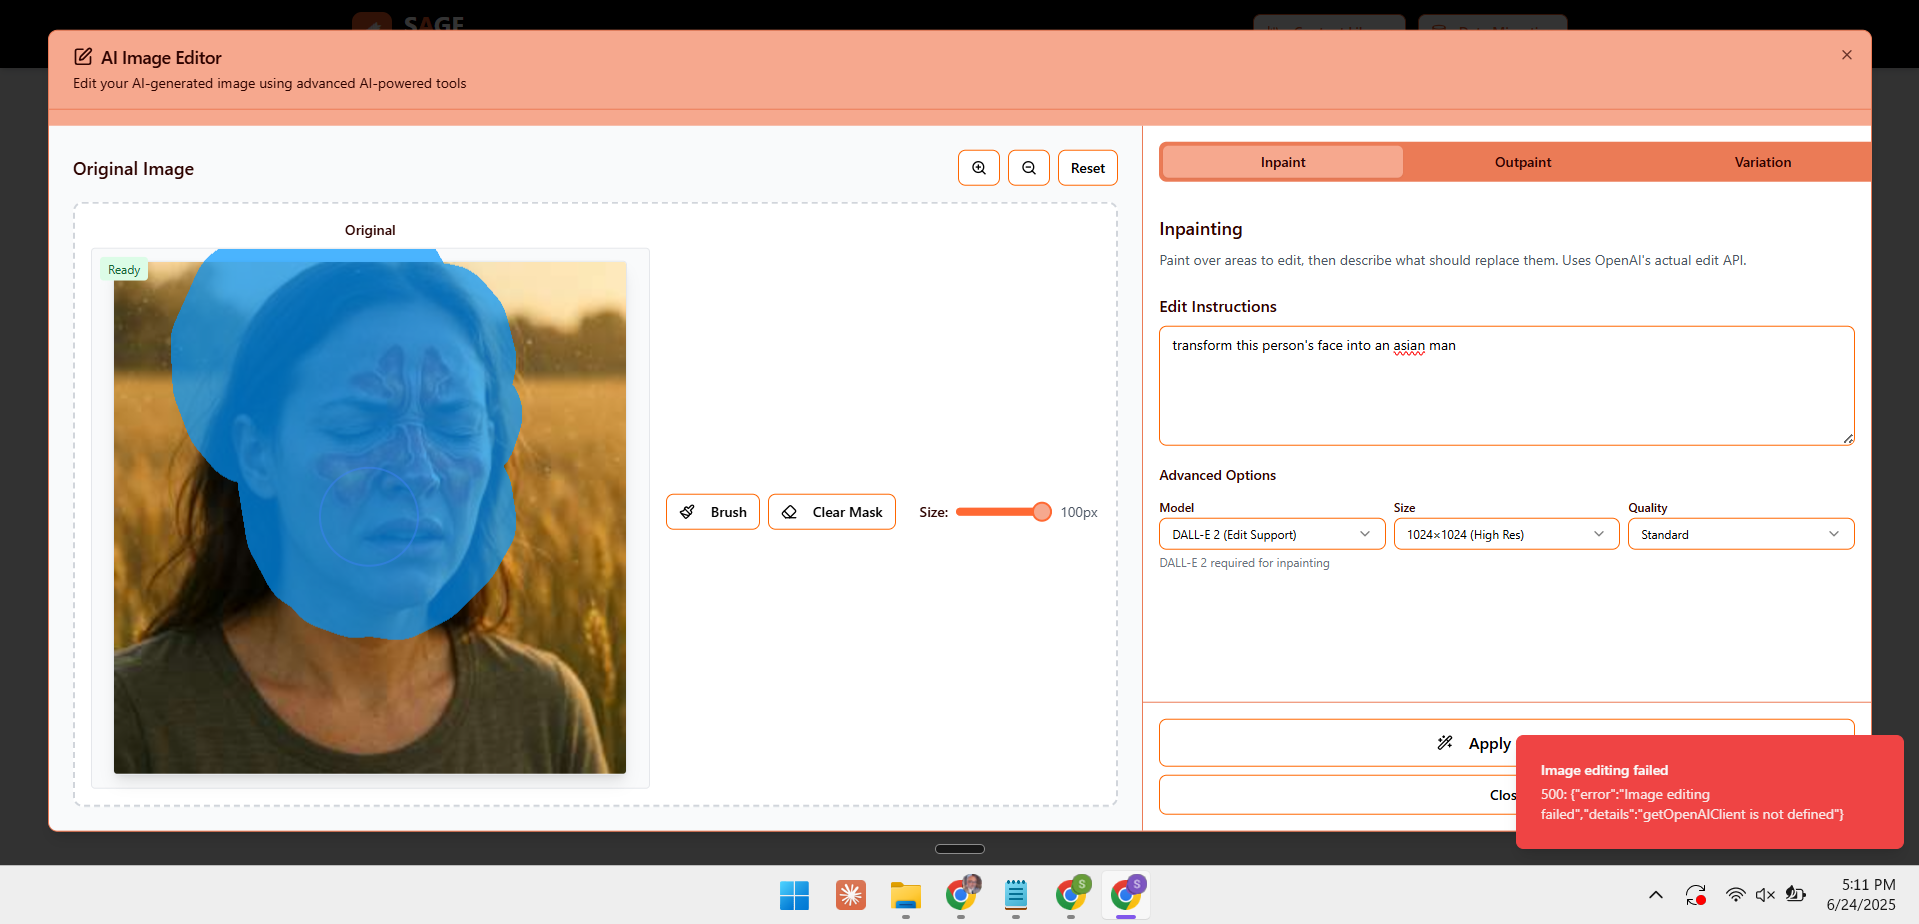 SAGE
AI Image Editor
Edit your AI-generated image using advanced AI-powered tools
Original Image
Reset
Original
Ready
Brush
Clear Mask
Size:
100px
Inpaint
Outpaint
Variation
Inpainting
Paint over areas to edit, then describe what should replace them. Uses OpenAI's actual edit API.
Edit Instructions
transform this person's face into an asian man
Advanced Options
Model
Size
Quality
DALL-E 2 (Edit Support)
1024×1024 (High Res)
Standard
DALL-E 2 required for inpainting
Apply
Clos
Image editing failed
500: {"error":"Image editing
failed","details":"getOpenAIClient is not defined"}
S
S
5:11 PM
6/24/2025